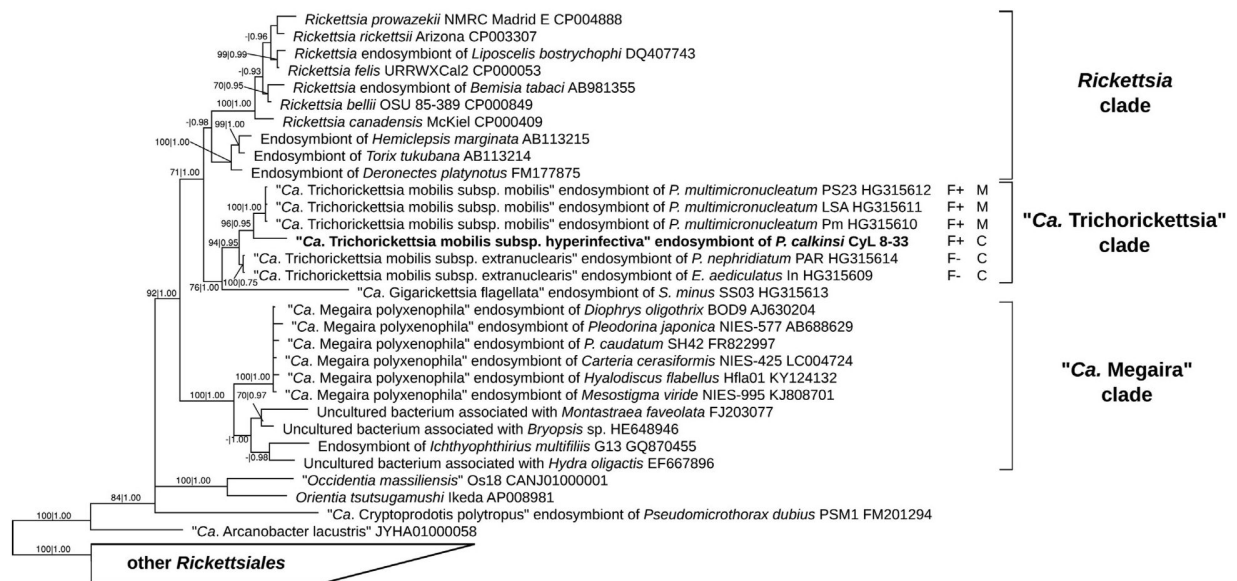 -|0.96
Rickettsia prowazekii NMRC Madrid E CP004888
Rickettsia rickettsii Arizona CP003307
99|0.99
Rickettsia endosymbiont of Liposcelis bostrychophi DQ407743
-|0.93
Rickettsia felis URRWXCal2 CP000053
70|0.95
Rickettsia endosymbiont of Bemisia tabaci AB981355
100|1.00
Rickettsia bellii OSU 85-389 CP000849
-|0.98
Rickettsia canadensis McKiel CP000409
99|1.00
Endosymbiont of Hemiclepsis marginata AB113215
100|1.00
Endosymbiont of Torix tukubana AB113214
Endosymbiont of Deronectes platynotus FM177875
Rickettsia
clade
71|1.00
"Ca. Trichorickettsia mobilis subsp. mobilis" endosymbiont of P. multimicronucleatum PS23 HG315612 F+ M
100|1.00
"Ca. Trichorickettsia mobilis subsp. mobilis" endosymbiont of P. multimicronucleatum LSA HG315611 F+ M
96|0.95
"Ca. Trichorickettsia mobilis subsp. mobilis" endosymbiont of P. multimicronucleatum Pm HG315610 F+ M
94|0.95
"Ca. Trichorickettsia mobilis subsp. hyperinfectiva" endosymbiont of P. calkinsi CyL 8-33 F+ C
"Ca. Trichorickettsia mobilis subsp. extranuclearis" endosymbiont of P. nephridiatum PAR HG315614 F- C
100|0.75
"Ca. Trichorickettsia mobilis subsp. extranuclearis" endosymbiont of E. aediculatus In HG315609 F- C
"Ca. Trichorickettsia"
clade
76|1.00
"Ca. Gigarickettsia flagellata" endosymbiont of S. minus SS03 HG315613
92|1.00
"Ca. Megaira polyxenophila" endosymbiont of Diophrys oligothrix BOD9 AJ630204
"Ca. Megaira polyxenophila" endosymbiont of Pleodorina japonica NIES-577 AB688629
"Ca. Megaira polyxenophila" endosymbiont of P. caudatum SH42 FR822997
"Ca. Megaira polyxenophila" endosymbiont of Carteria cerasiformis NIES-425 LC004724
100|1.00
"Ca. Megaira polyxenophila" endosymbiont of Hyalodiscus flabellus Hfla01 KY124132
100|1.00
"Ca. Megaira polyxenophila" endosymbiont of Mesostigma viride NIES-995 KJ808701
70|0.97
Uncultured bacterium associated with Montastraea faveolata FJ203077
Uncultured bacterium associated with Bryopsis sp. HE648946
-|1.00
Endosymbiont of Ichthyophthirius multifiliis G13 GQ870455
-|0.98
Uncultured bacterium associated with Hydra oligactis EF667896
"Ca. Megaira"
clade
100|1.00
"Occidentia massiliensis" Os18 CANJ01000001
84|1.00
Orientia tsutsugamushi Ikeda AP008981
"Ca. Cryptoprodotis polytropus" endosymbiont of Pseudomicrothorax dubius PSM1 FM201294
100|1.00
"Ca. Arcanobacter lacustris" JYHA01000058
100|1.00
other Rickettsiales